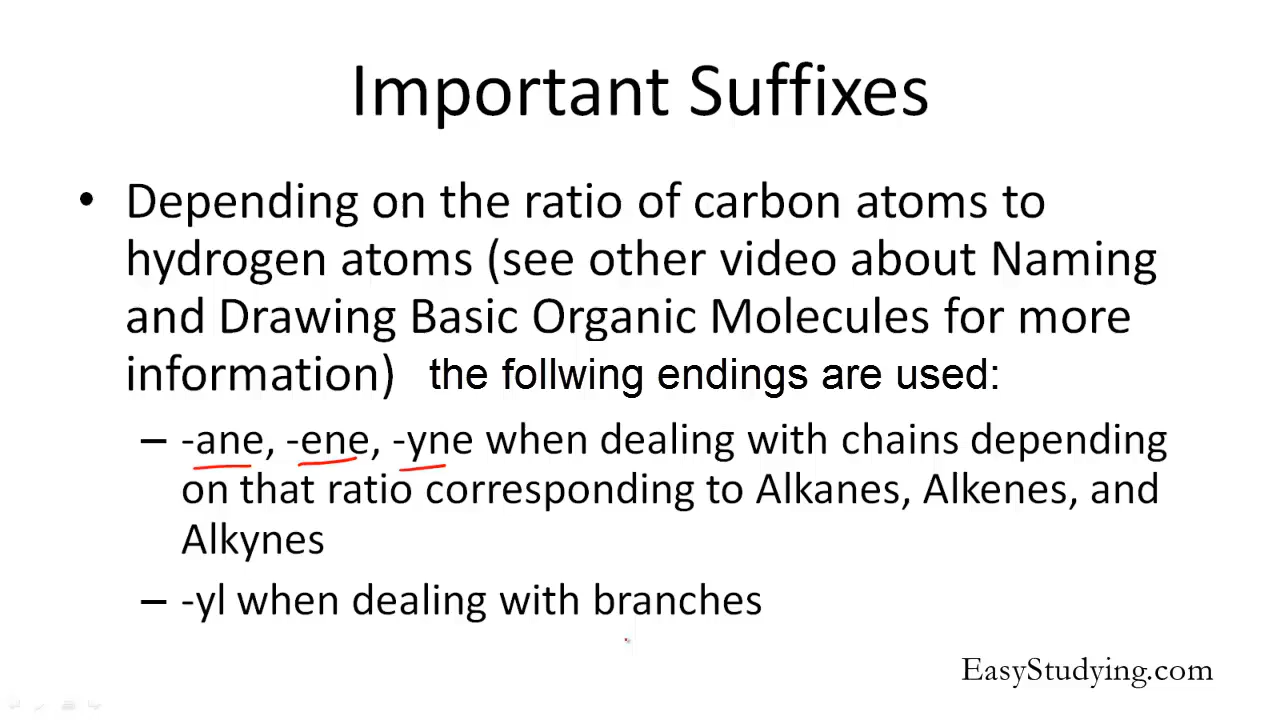 Important Suffixes
• Depending on the ratio of carbon atoms to
hydrogen atoms (see other video about Naming
and Drawing Basic Organic Molecules for more
information) the follwing endings are used:
– -ane, -ene, -yne when dealing with chains depending
on that ratio corresponding to Alkanes, Alkenes, and
Alkynes
– -yl when dealing with branches
EasyStudying.com